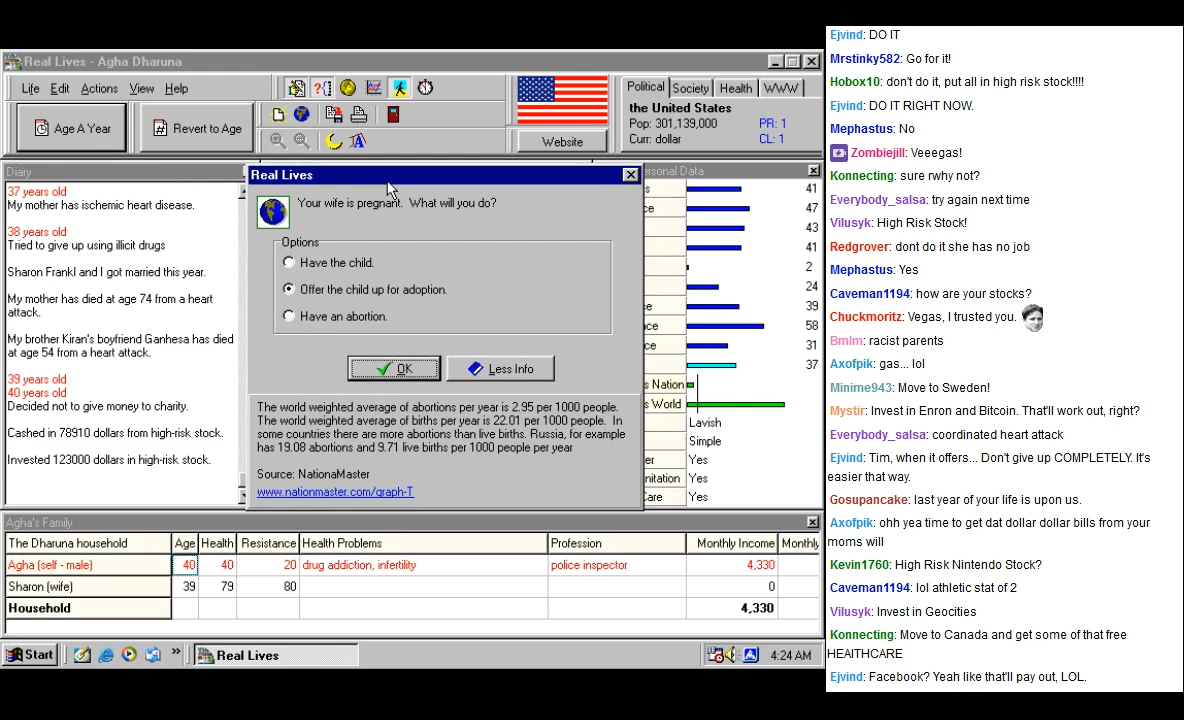 Real Lives - Agha Dharuna
Life Edit Actions View Help
Age A Year
Revert to Age
Website
Political Society Health WWW
the United States
Pop: 301,139,000 PR: 1
Curr: dollar CL: 1
Diary
37 years old
My mother has ischemic heart disease.
38 years old
Tried to give up using illicit drugs
Sharon Frankl and I got married this year.
My mother has died at age 74 from a heart
attack.
My brother Kiran's boyfriend Ganhesa has died
at age 54 from a heart attack.
39 years old
40 years old
Decided not to give money to charity.
Cashed in 78910 dollars from high-risk stock.
Invested 123000 dollars in high-risk stock.
Real Lives
Your wife is pregnant. What will you do?
Options
Have the child.
Offer the child up for adoption.
Have an abortion.
OK
Less Info
The world weighted average of abortions per year is 2.95 per 1000 people.
The world weighted average of births per year is 22.01 per 1000 people. In
some countries there are more abortions than live births. Russia, for example
has 19.08 abortions and 9.71 live births per 1000 people per year
Source: NationaMaster
www.nationmaster.com/graph-T
ersonal Data
s 41
ce 47
43
41
2
24
ce 39
nce 58
ce 31
37
s Nation
s World
Lavish
Simple
er Yes
nitation Yes
Care Yes
Agha's Family
The Dharuna household Age Health Resistance Health Problems Profession Monthly Income Monthly
Agha (self - male) 40 40 20 drug addiction, infertility police inspector 4,330
Sharon (wife) 39 79 80 0
Household 4,330
Start
Real Lives
4:24 AM
Ejvind: DO IT
Mrstinky582: Go for it!
Hobox10: don't do it, put all in high risk stock!!!!
Ejvind: DO IT RIGHT NOW.
Mephastus: No
Zombiejill: Veeegas!
Konnecting: sure rwhy not?
Everybody_salsa: try again next time
Vilusyk: High Risk Stock!
Redgrover: dont do it she has no job
Mephastus: Yes
Caveman1194: how are your stocks?
Chuckmoritz: Vegas, I trusted you.
Bmlm: racist parents
Axofpik: gas... lol
Minime943: Move to Sweden!
Mystir: Invest in Enron and Bitcoin. That'll work out, right?
Everybody_salsa: coordinated heart attack
Ejvind: Tim, when it offers... Don't give up COMPLETELY. It's
easier that way.
Gosupancake: last year of your life is upon us.
Axofpik: ohh yea time to get dat dollar dollar bills from your
moms will
Kevin1760: High Risk Nintendo Stock?
Caveman1194: lol athletic stat of 2
Vilusyk: Invest in Geocities
Konnecting: Move to Canada and get some of that free
HEAITHCARE
Ejvind: Facebook? Yeah like that'll pay out, LOL.